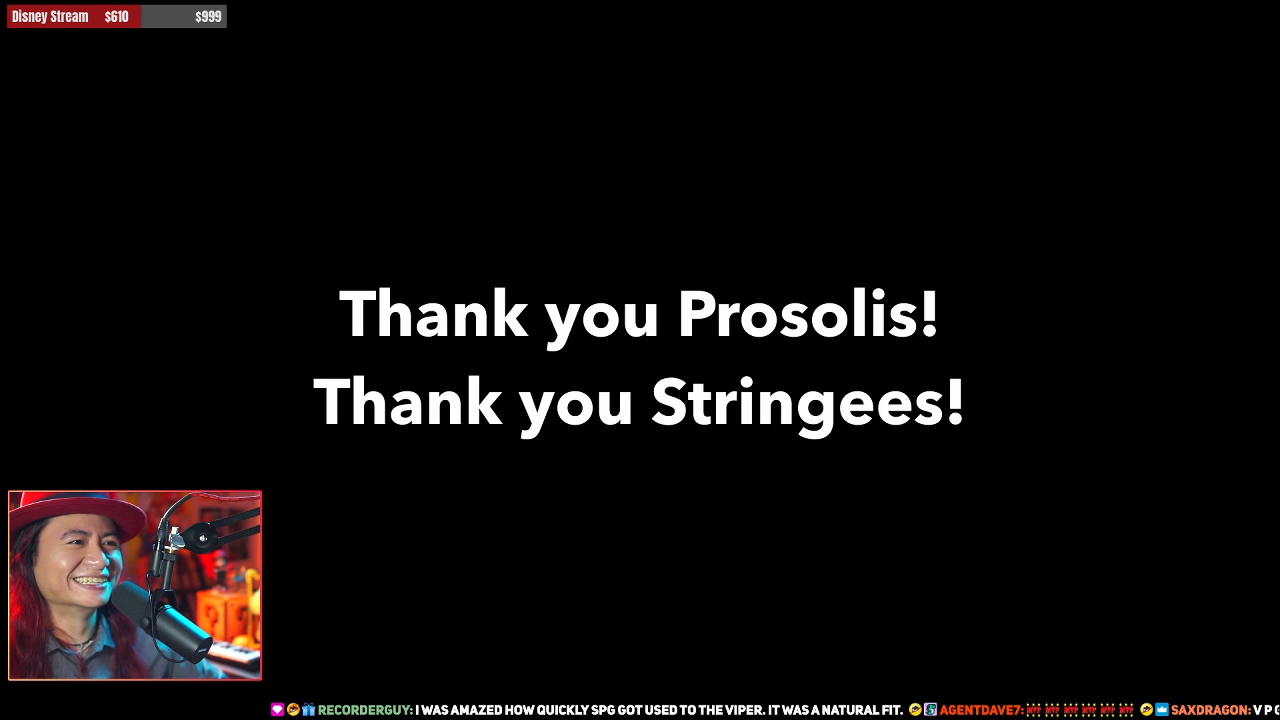 Disney Stream $610 $999
Thank you Prosolis!
Thank you Stringees!
RECORDERGUY: I WAS AMAZED HOW QUICKLY SPG GOT USED TO THE VIPER. IT WAS A NATURAL FIT. AGENTDAVE7: SAXDRAGON: V P